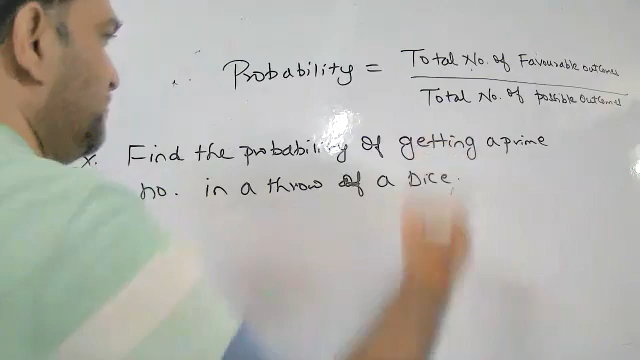 Probability = Total No. of Favourable outcomes
Total No. of possible outcomes
x. Find the probability of getting a prime
no. in a throw of a Dice.